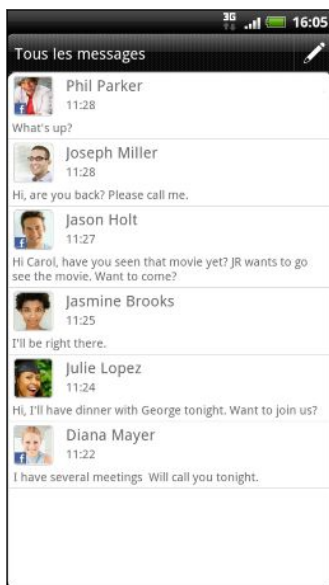 3G
16:05
Tous les messages
Phil Parker
11:28
What's up?
Joseph Miller
11:28
Hi, are you back? Please call me.
Jason Holt
11:27
Hi Carol, have you seen that movie yet? JR wants to go
see the movie. Want to come?
Jasmine Brooks
11:25
I'll be right there.
Julie Lopez
11:24
Hi, I'll have dinner with George tonight. Want to join us?
Diana Mayer
11:22
I have several meetings  Will call you tonight.